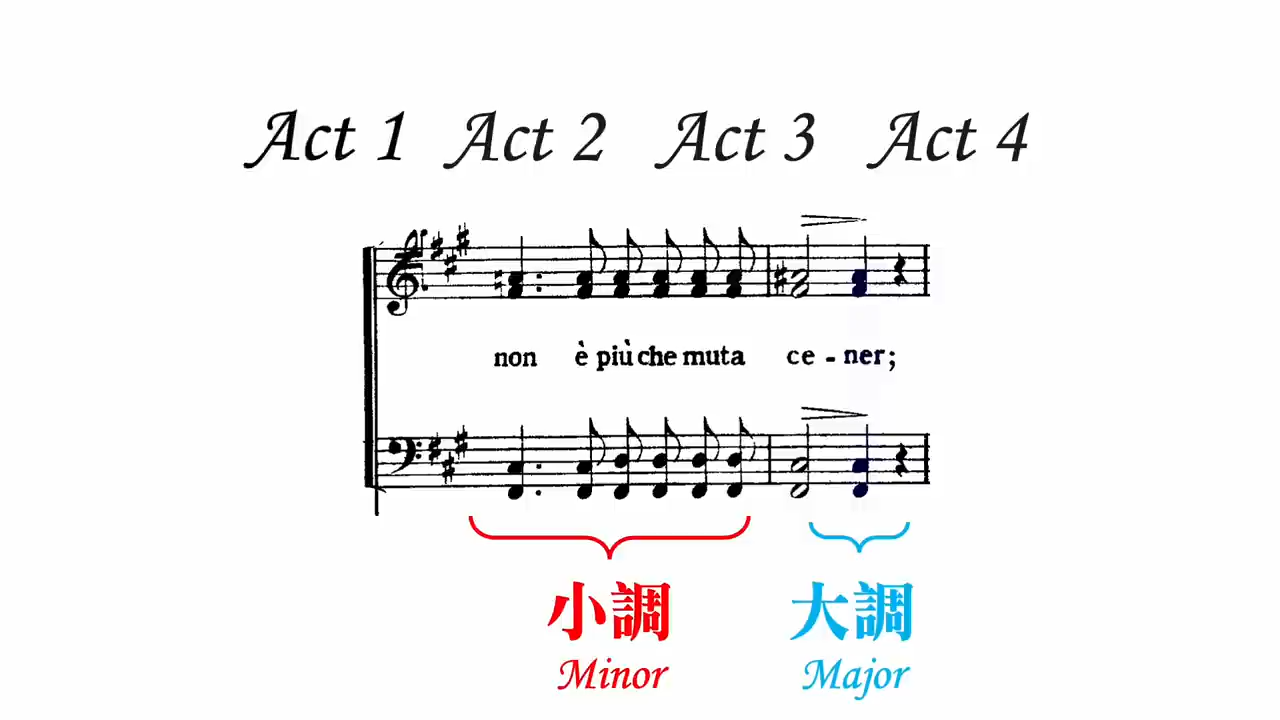 Act 1 Act 2 Act 3 Act 4
non è più che muta ce - ner;
小調 大調
Minor Major